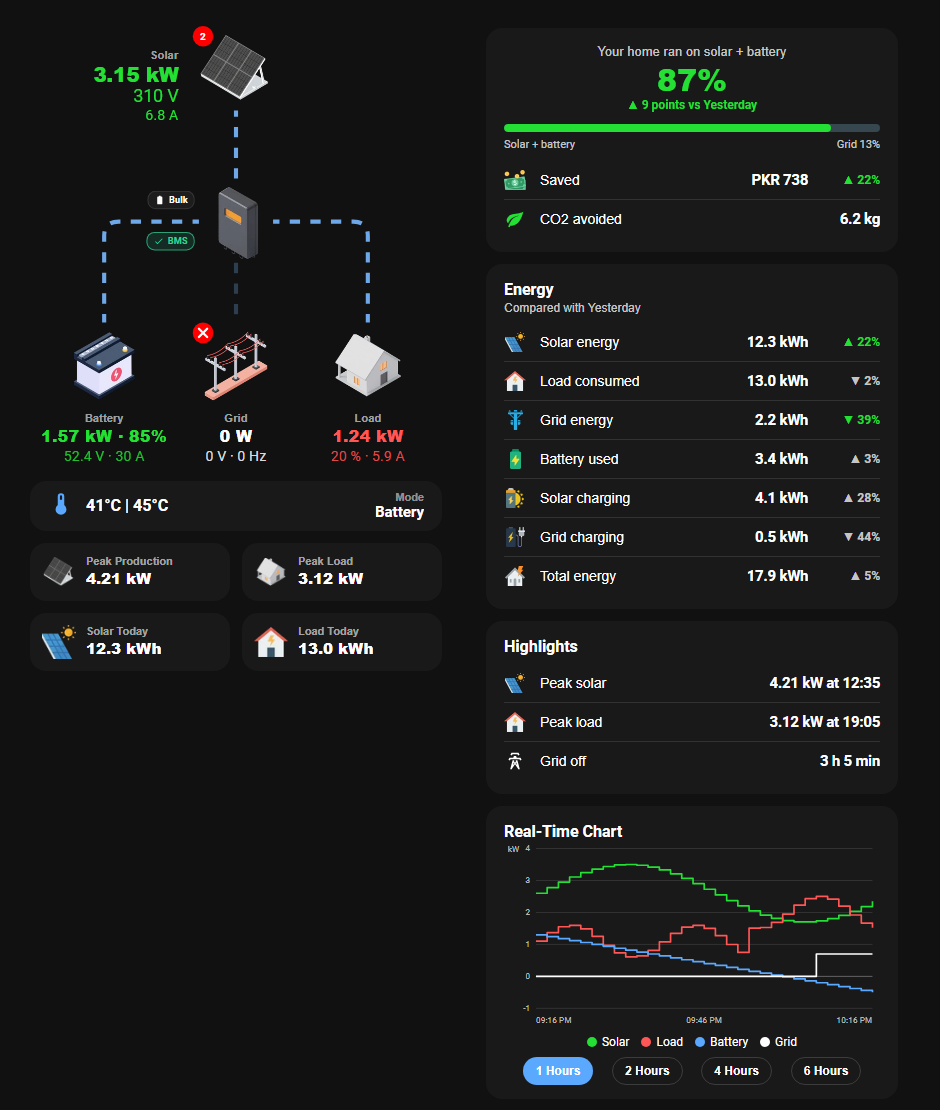 2
Solar
3.15 kW
310 V
6.8 A
Bulk
BMS
Battery
1.57 kW · 85%
52.4 V · 30 A
Grid
0 W
0 V · 0 Hz
Load
1.24 kW
20 % · 5.9 A
41°C | 45°C
Mode
Battery
Peak Production
4.21 kW
Peak Load
3.12 kW
Solar Today
12.3 kWh
Load Today
13.0 kWh
Your home ran on solar + battery
87%
▲ 9 points vs Yesterday
Solar + battery Grid 13%
Saved PKR 738 ▲ 22%
CO2 avoided 6.2 kg
Energy
Compared with Yesterday
Solar energy 12.3 kWh ▲ 22%
Load consumed 13.0 kWh ▼ 2%
Grid energy 2.2 kWh ▼ 39%
Battery used 3.4 kWh ▲ 3%
Solar charging 4.1 kWh ▲ 28%
Grid charging 0.5 kWh ▼ 44%
Total energy 17.9 kWh ▲ 5%
Highlights
Peak solar 4.21 kW at 12:35
Peak load 3.12 kW at 19:05
Grid off 3 h 5 min
Real-Time Chart
kW 4
3
2
1
0
-1
09:16 PM 09:46 PM 10:16 PM
Solar Load Battery Grid
1 Hours 2 Hours 4 Hours 6 Hours